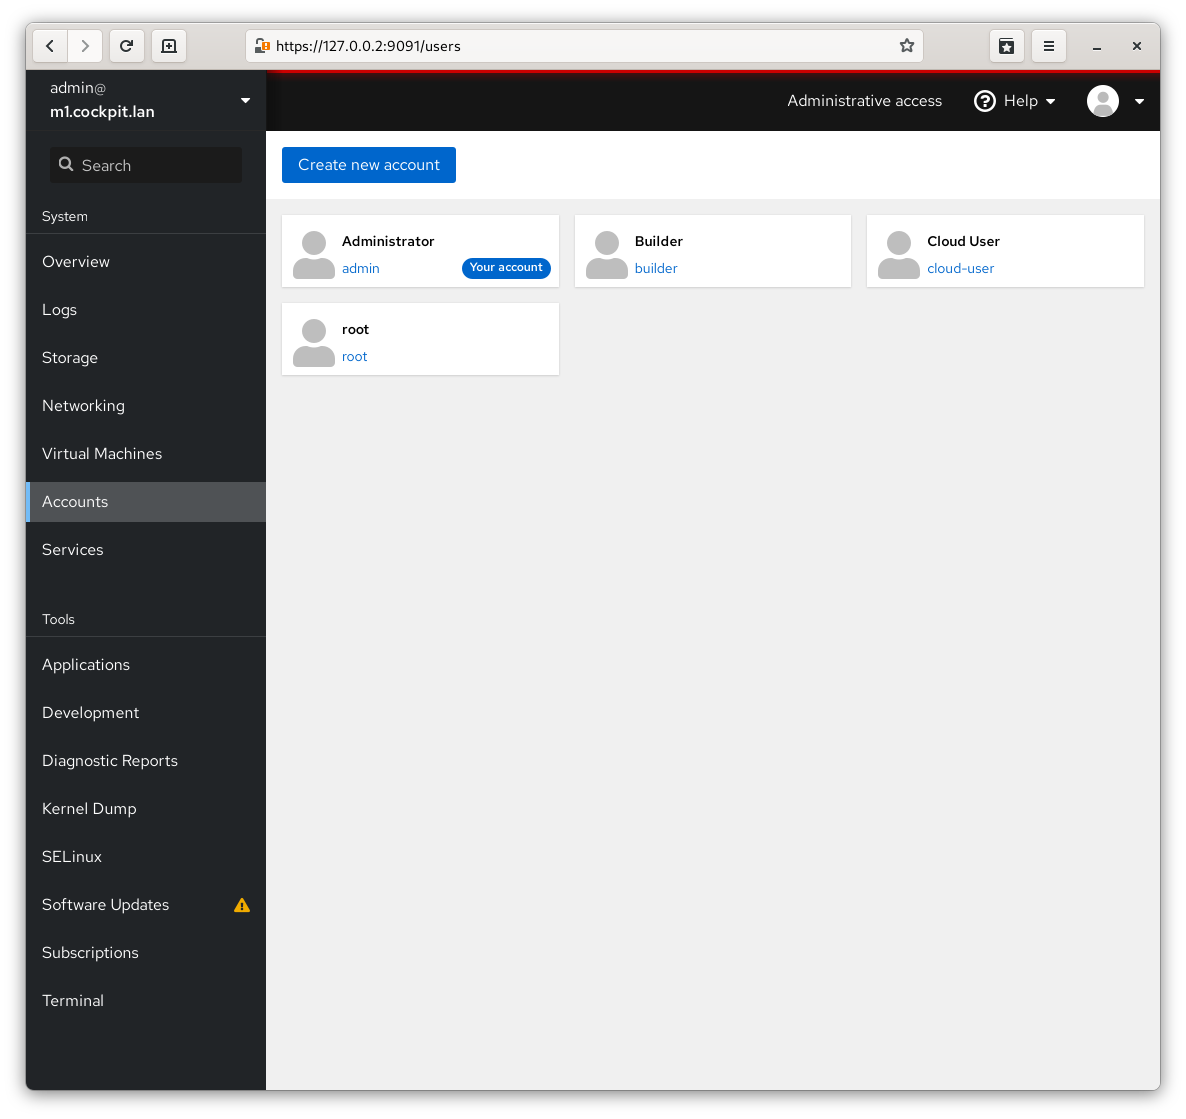 https://127.0.0.2:9091/users
admin@
m1.cockpit.lan
Administrative access
Help
Search
System
Overview
Logs
Storage
Networking
Virtual Machines
Accounts
Services
Tools
Applications
Development
Diagnostic Reports
Kernel Dump
SELinux
Software Updates
Subscriptions
Terminal
Create new account
Administrator
admin
Your account
Builder
builder
Cloud User
cloud-user
root
root